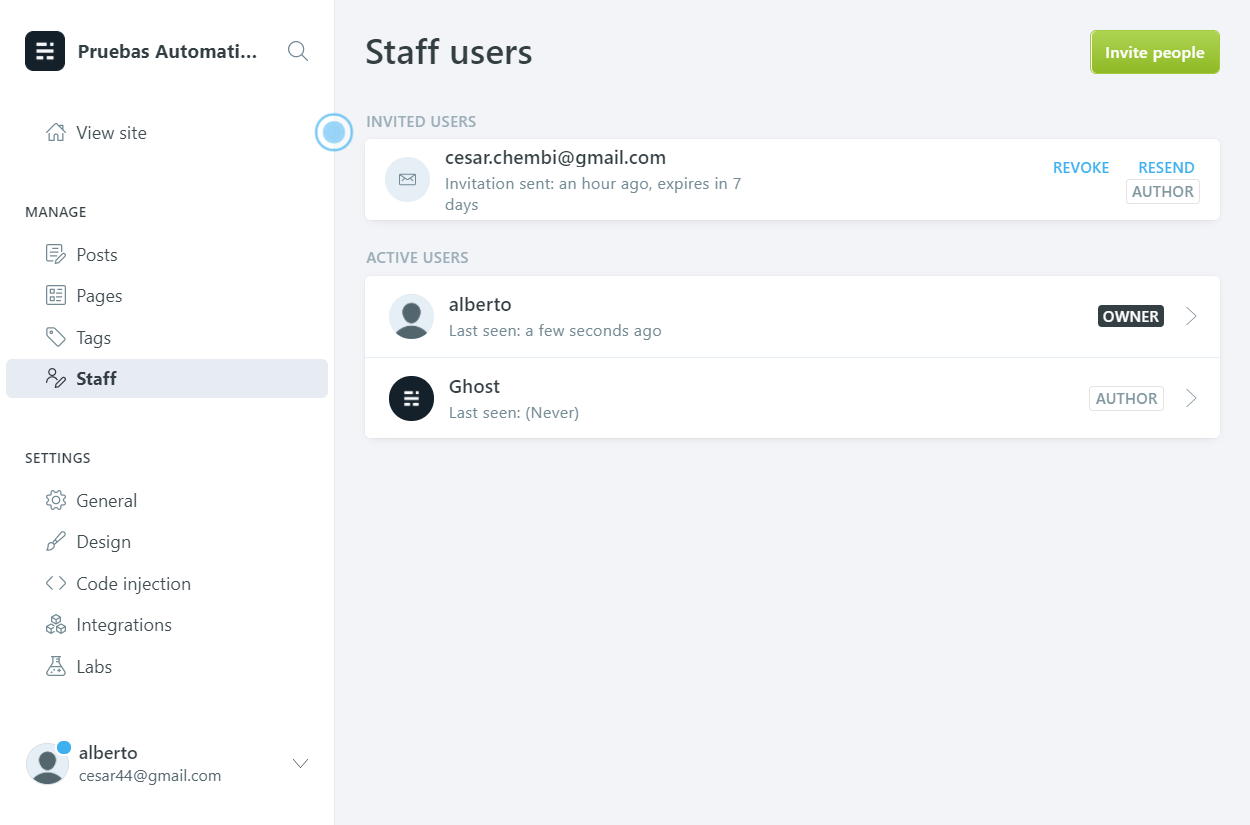 Pruebas Automati...
View site
MANAGE
Posts
Pages
Tags
Staff
SETTINGS
General
Design
Code injection
Integrations
Labs
alberto
cesar44@gmail.com
Staff users
Invite people
INVITED USERS
cesar.chembi@gmail.com
Invitation sent: an hour ago, expires in 7
days
REVOKE RESEND
AUTHOR
ACTIVE USERS
alberto
Last seen: a few seconds ago
OWNER
Ghost
Last seen: (Never)
AUTHOR